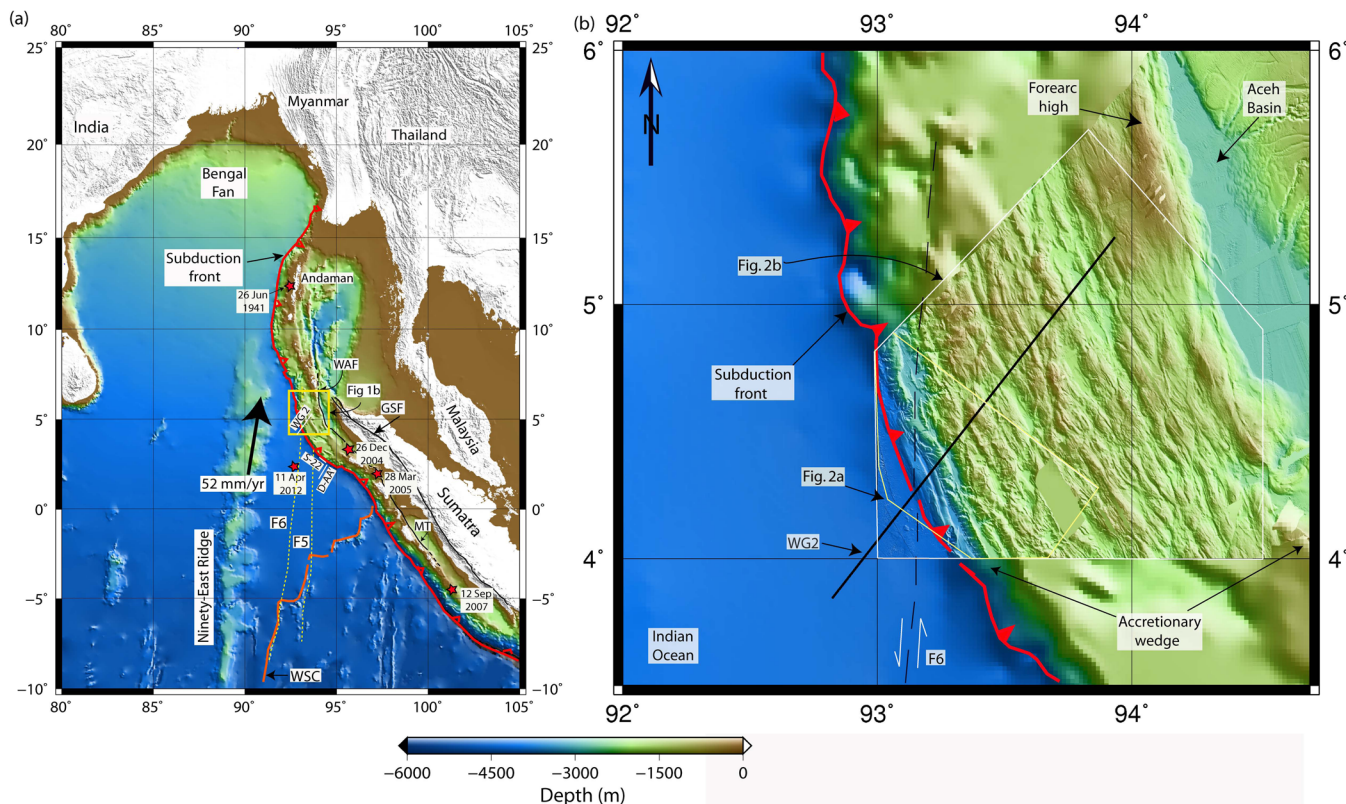 (a)
80° 85° 90° 95° 100° 105°
25°
20°
15°
10°
5°
0°
−5°
−10°
25°
20°
15°
10°
5°
0°
−5°
−10°
80° 85° 90° 95° 100° 105°
India
Myanmar
Thailand
Bengal
Fan
Subduction
front
Andaman
26 Jun
1941
WAF
Fig 1b
GSF
Malaysia
WG2
26 Dec
2004
S-22
D-AA
11 Apr
2012
28 Mar
2005
52 mm/yr
Sumatra
F6
F5
MTI
Ninety-East Ridge
12 Sep
2007
WSC
(b)
92° 93° 94°
6°
5°
4°
6°
5°
4°
92° 93° 94°
N
Forearc
high
Aceh
Basin
Fig. 2b
Subduction
front
Fig. 2a
WG2
Accretionary
wedge
Indian
Ocean
F6
−6000 −4500 −3000 −1500 0
Depth (m)